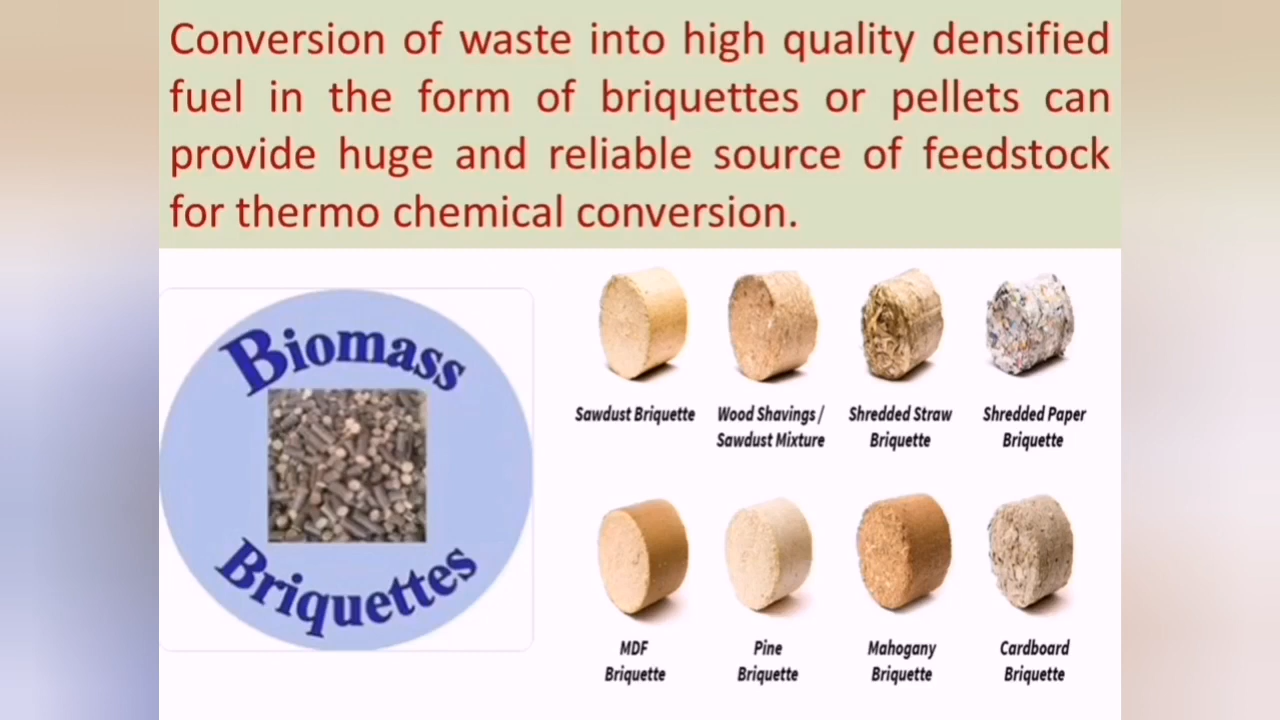 Conversion of waste into high quality densified
fuel in the form of briquettes or pellets can
provide huge and reliable source of feedstock
for thermo chemical conversion.
Biomass
Briquettes
Sawdust Briquette
Wood Shavings /
Sawdust Mixture
Shredded Straw
Briquette
Shredded Paper
Briquette
MDF
Briquette
Pine
Briquette
Mahogany
Briquette
Cardboard
Briquette